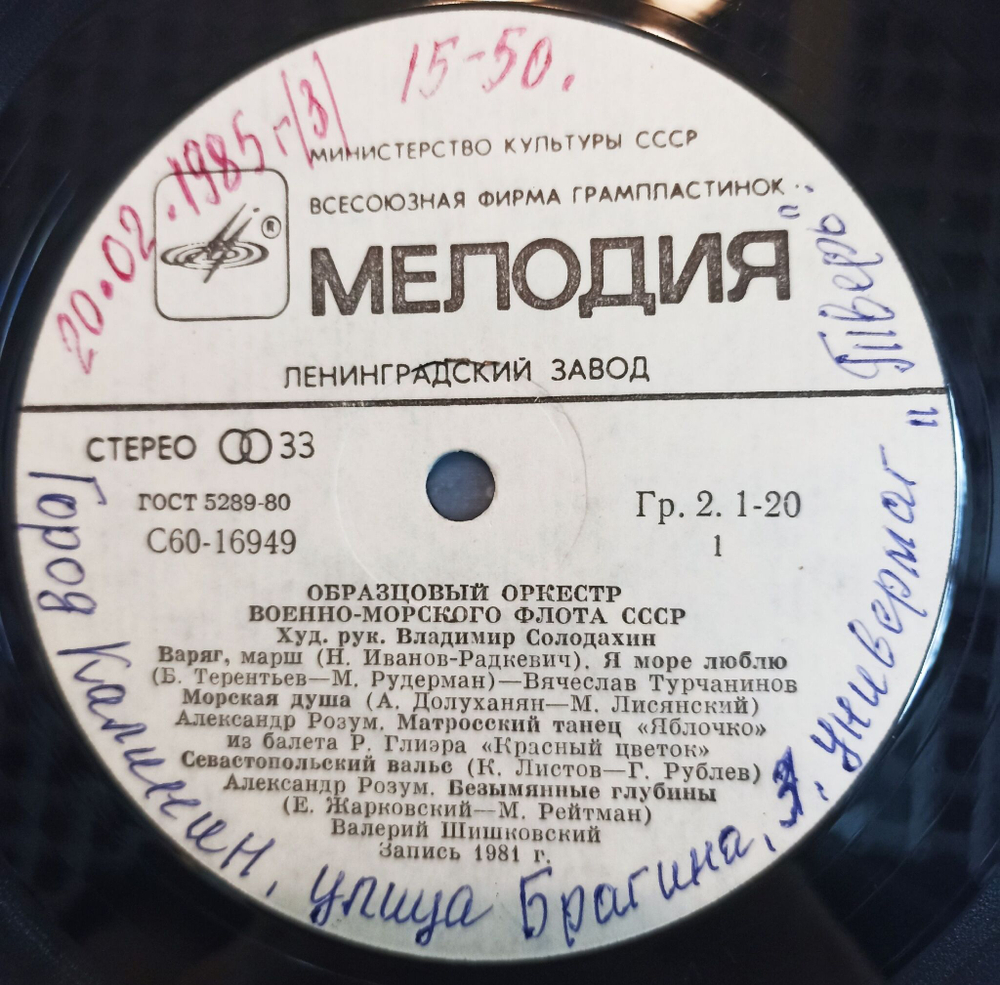 15-50.
20.02.1985 г(3)
МИНИСТЕРСТВО КУЛЬТУРЫ СССР
ВСЕСОЮЗНАЯ ФИРМА ГРАМПЛАСТИНОК
®
МЕЛОДИЯ
ЛЕНИНГРАДСКИЙ ЗАВОД
СТЕРЕО 33
ГОСТ 5289-80
С60-16949
Гр. 2. 1-20
1
ОБРАЗЦОВЫЙ ОРКЕСТР
ВОЕННО-МОРСКОГО ФЛОТА СССР
Худ. рук. Владимир Солодахин
Варяг, марш (Н. Иванов-Радкевич). Я море люблю
(Б. Терентьев—М. Рудерман)—Вячеслав Турчанинов
Морская душа (А. Долуханян—М. Лисянский)
Александр Розум. Матросский танец «Яблочко»
из балета Р. Глиэра «Красный цветок»
Севастопольский вальс (К. Листов—Г. Рублев)
Александр Розум. Безымянные глубины
(Е. Жарковский—М. Рейтман)
Валерий Шишковский
Запись 1981 г.
Город Калинин, улица Брагина, 7. Универмаг "Тверь"